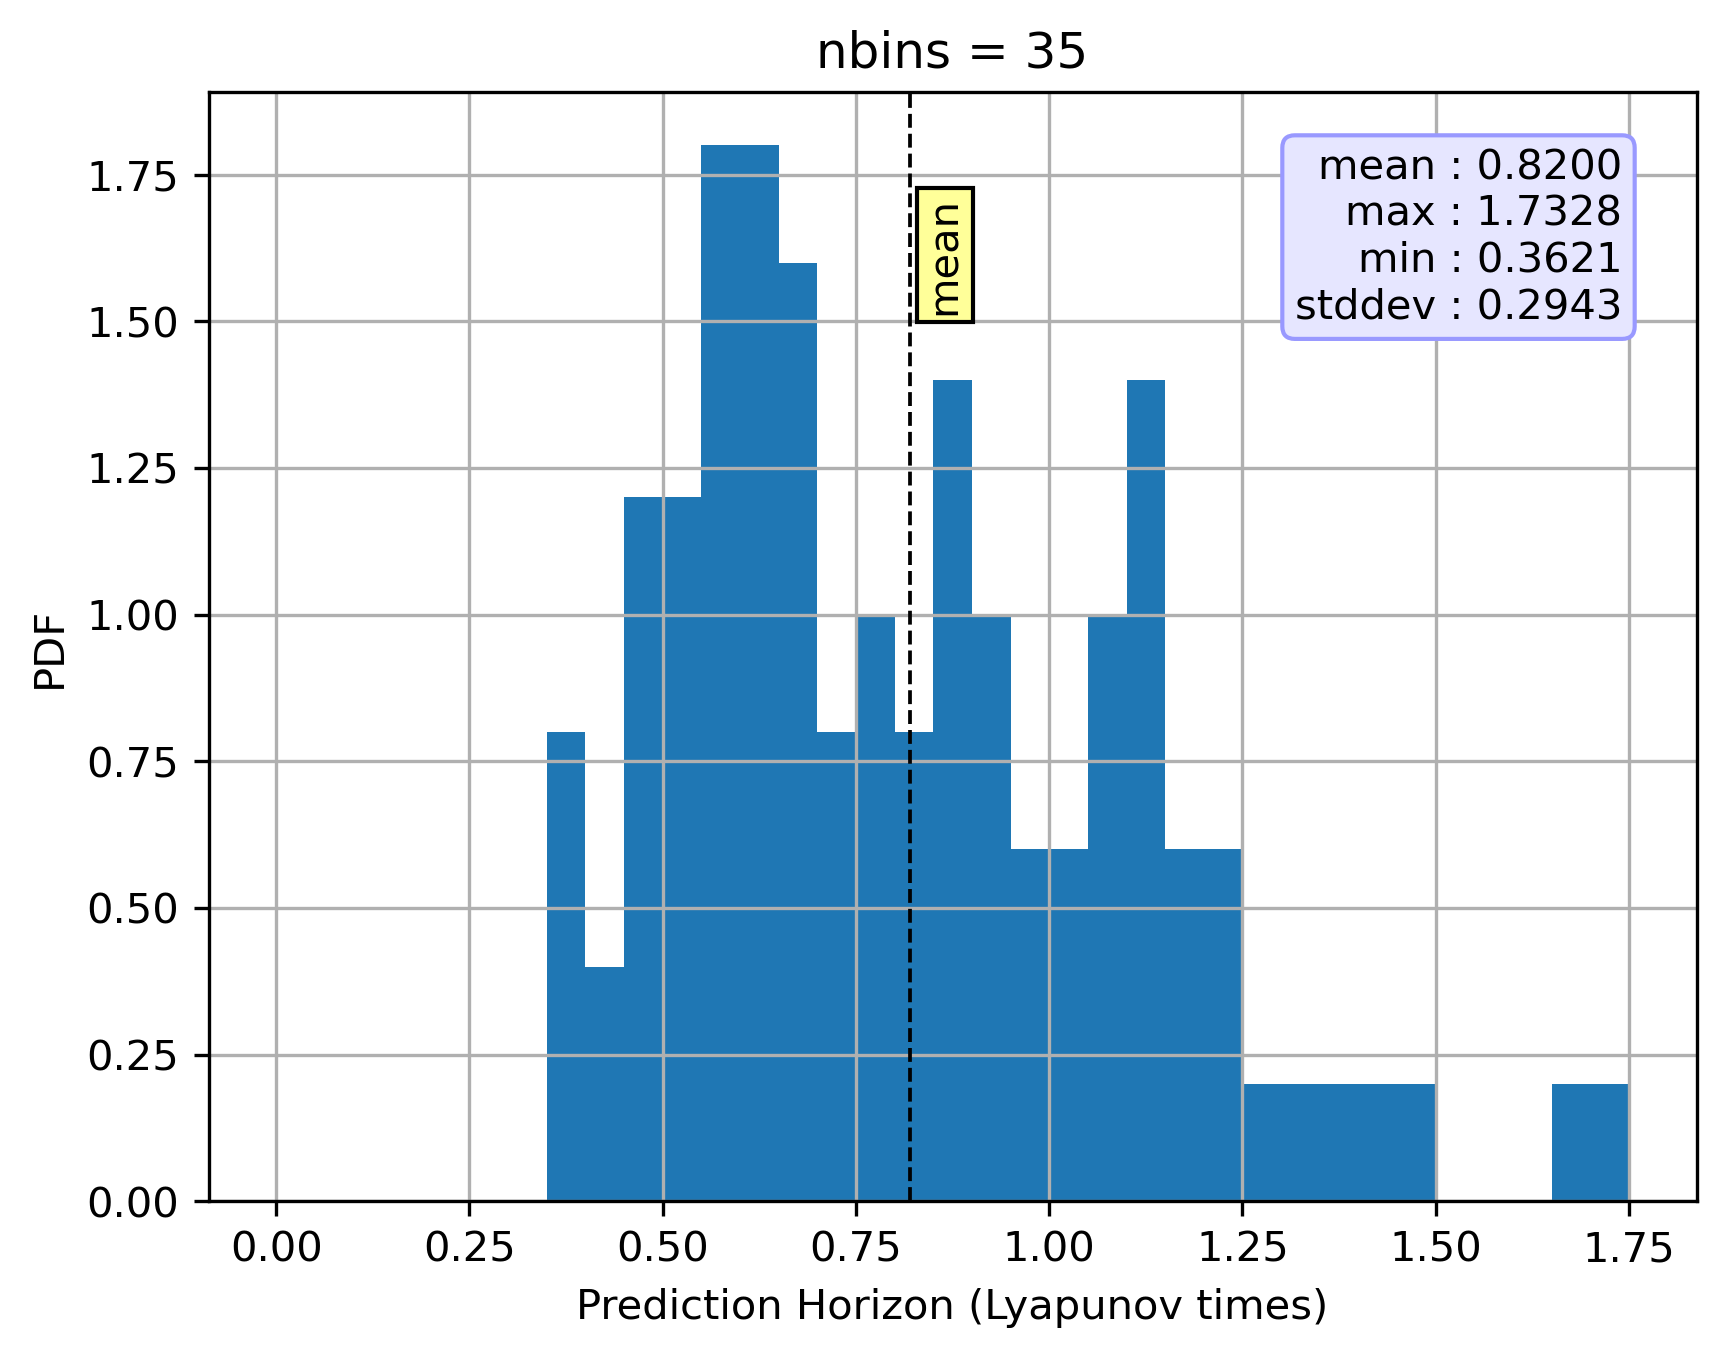 nbins = 35
mean : 0.8200
max : 1.7328
min : 0.3621
stddev : 0.2943
mean
PDF
1.75
1.50
1.25
1.00
0.75
0.50
0.25
0.00
0.00 0.25 0.50 0.75 1.00 1.25 1.50 1.75
Prediction Horizon (Lyapunov times)